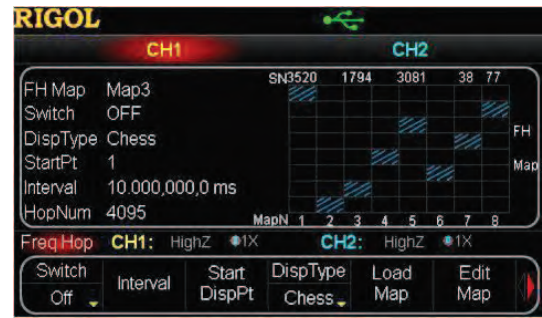 RIGOL
CH1 CH2
SN3520 1794 3081 38 77
FH Map Map3
Switch OFF
DispType Chess
StartPt 1
Interval 10.000,000,0 ms
HopNum 4095
FH
Map
MapN 1 2 3 4 5 6 7 8
Freq Hop CH1: HighZ 1X CH2: HighZ 1X
Switch Interval Start DispType Load Edit
Off DispPt Chess Map Map